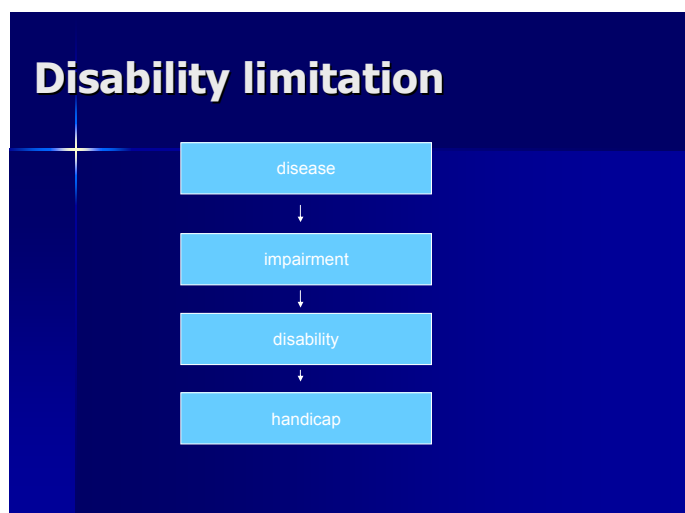 Disability limitation
disease
impairment
disability
handicap